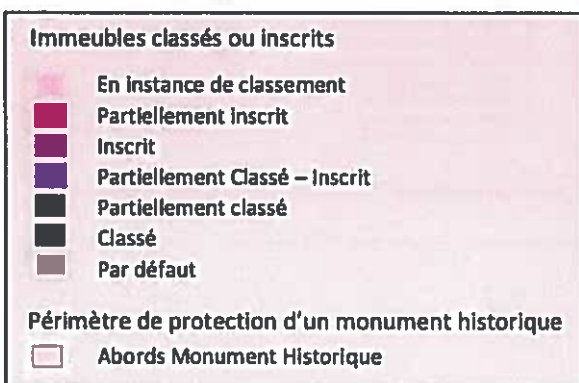 Immeubles classés ou inscrits
En instance de classement
Partiellement inscrit
Inscrit
Partiellement Classé – Inscrit
Partiellement classé
Classé
Par défaut
Périmètre de protection d'un monument historique
Abords Monument Historique